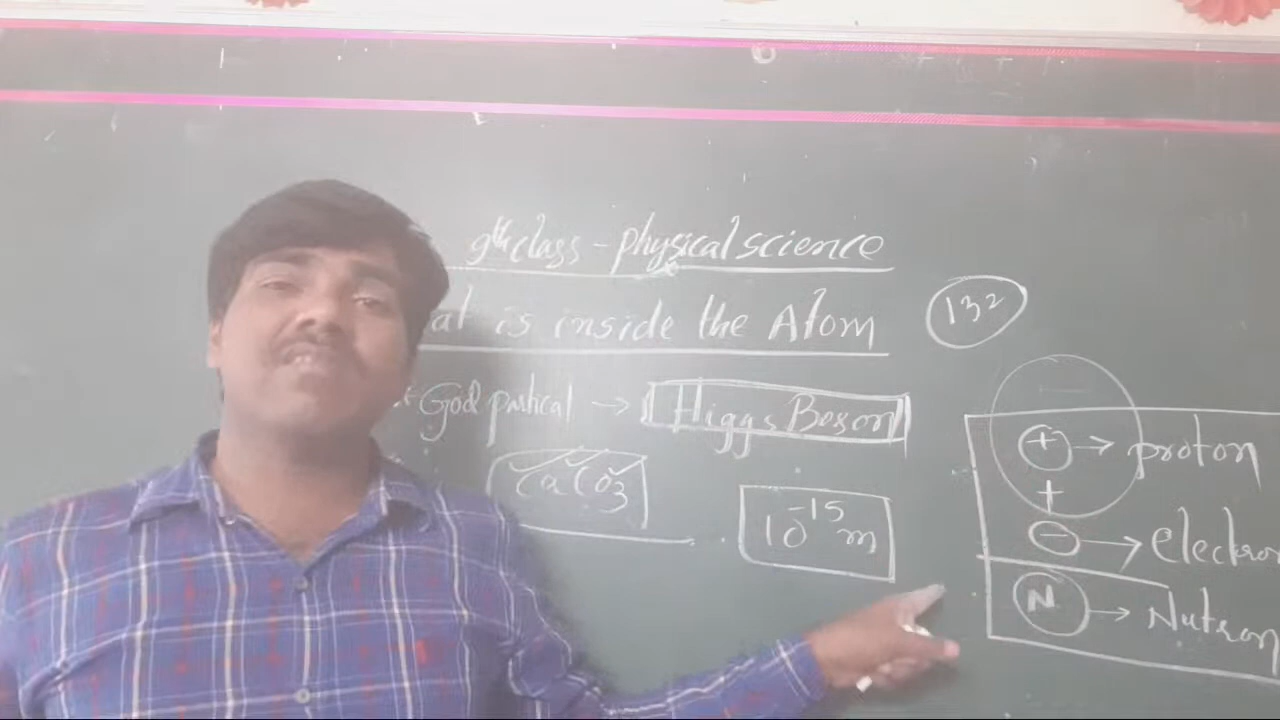 9th class - physical science
at is inside the Atom
132
God partical → Higgs Boson
CaCO3
10-15 m
+ → proton
+
- → electron
N → Nutron